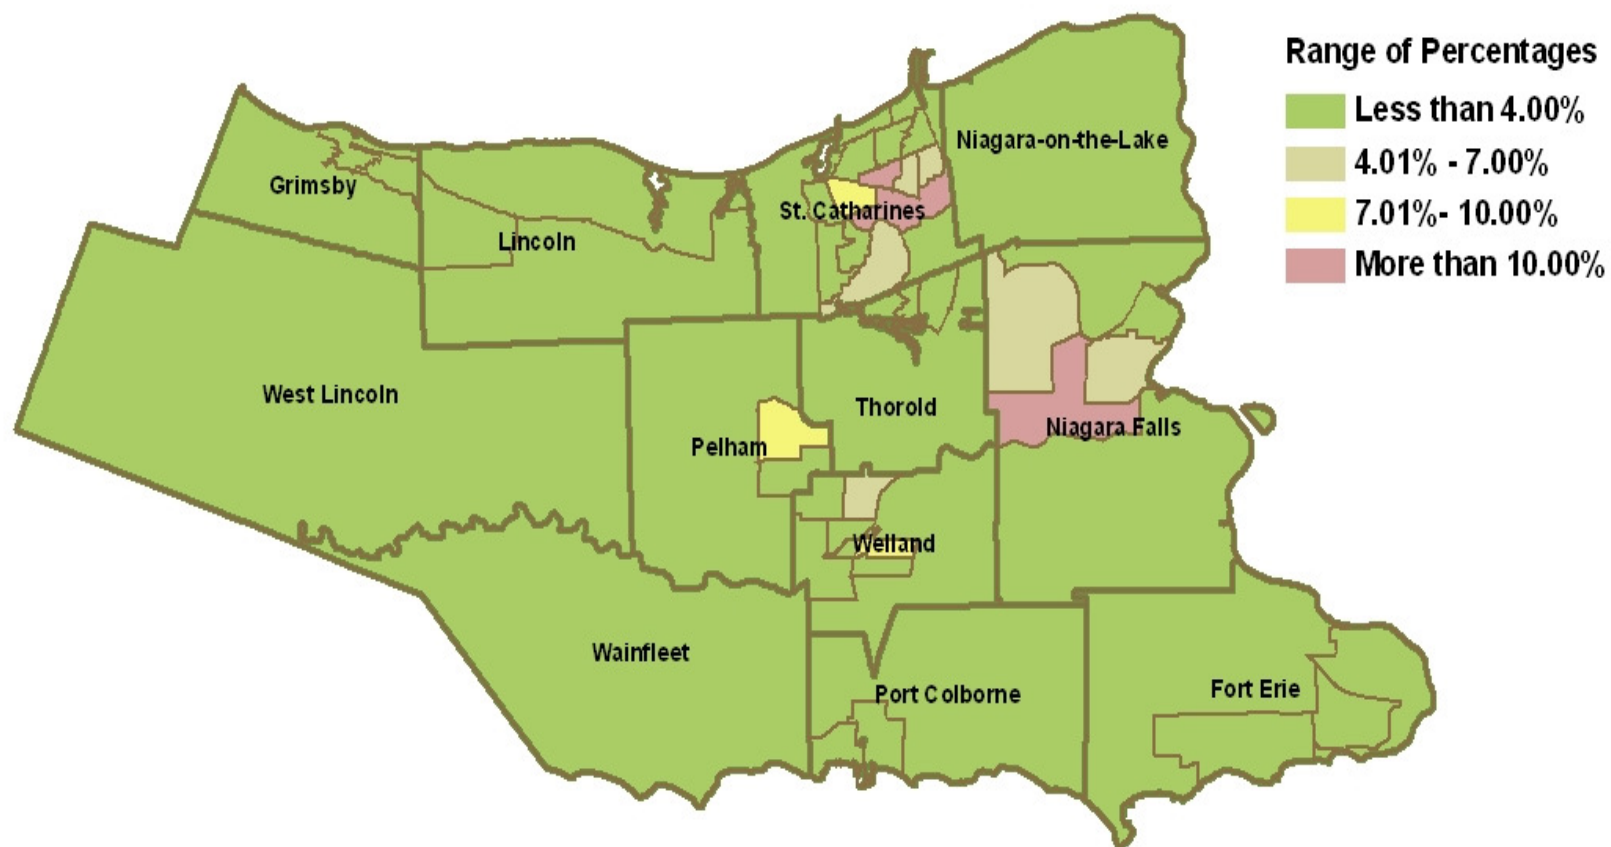 Range of Percentages
Less than 4.00%
4.01% - 7.00%
7.01%- 10.00%
More than 10.00%
Niagara-on-the-Lake
Grimsby
St. Catharines
Lincoln
West Lincoln
Thorold
Niagara Falls
Pelham
Welland
Wainfleet
Fort Erie
Port Colborne